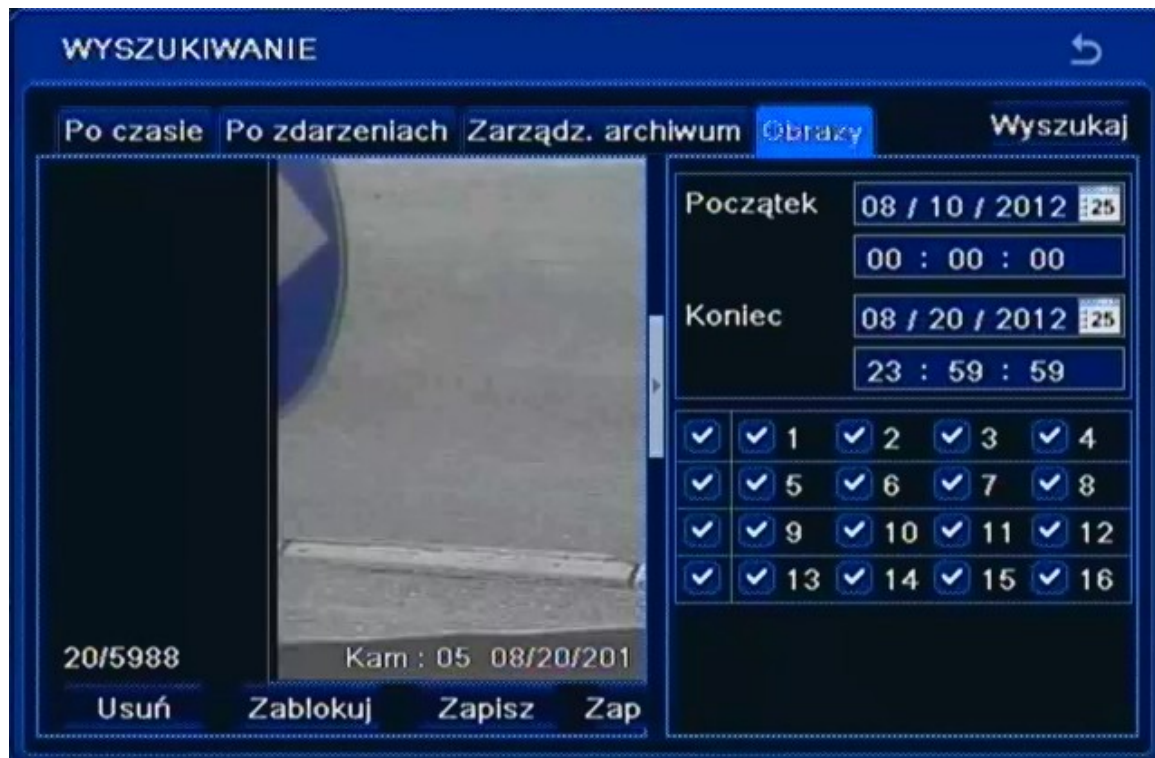 WYSZUKIWANIE
Po czasie Po zdarzeniach Zarządz. archiwum Obrazy Wyszukaj
Początek 08 / 10 / 2012 25
00 : 00 : 00
Koniec 08 / 20 / 2012 25
23 : 59 : 59
1 2 3 4
5 6 7 8
9 10 11 12
13 14 15 16
20/5988 Kam : 05 08/20/201
Usuń Zablokuj Zapisz Zap